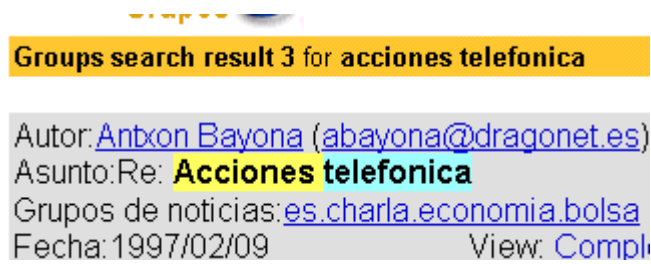 Grupos
Groups search result 3 for acciones telefonica
Autor:Antxon Bayona (abayona@dragonet.es)
Asunto:Re: Acciones telefonica
Grupos de noticias:es.charla.economia.bolsa
Fecha:1997/02/09 View: